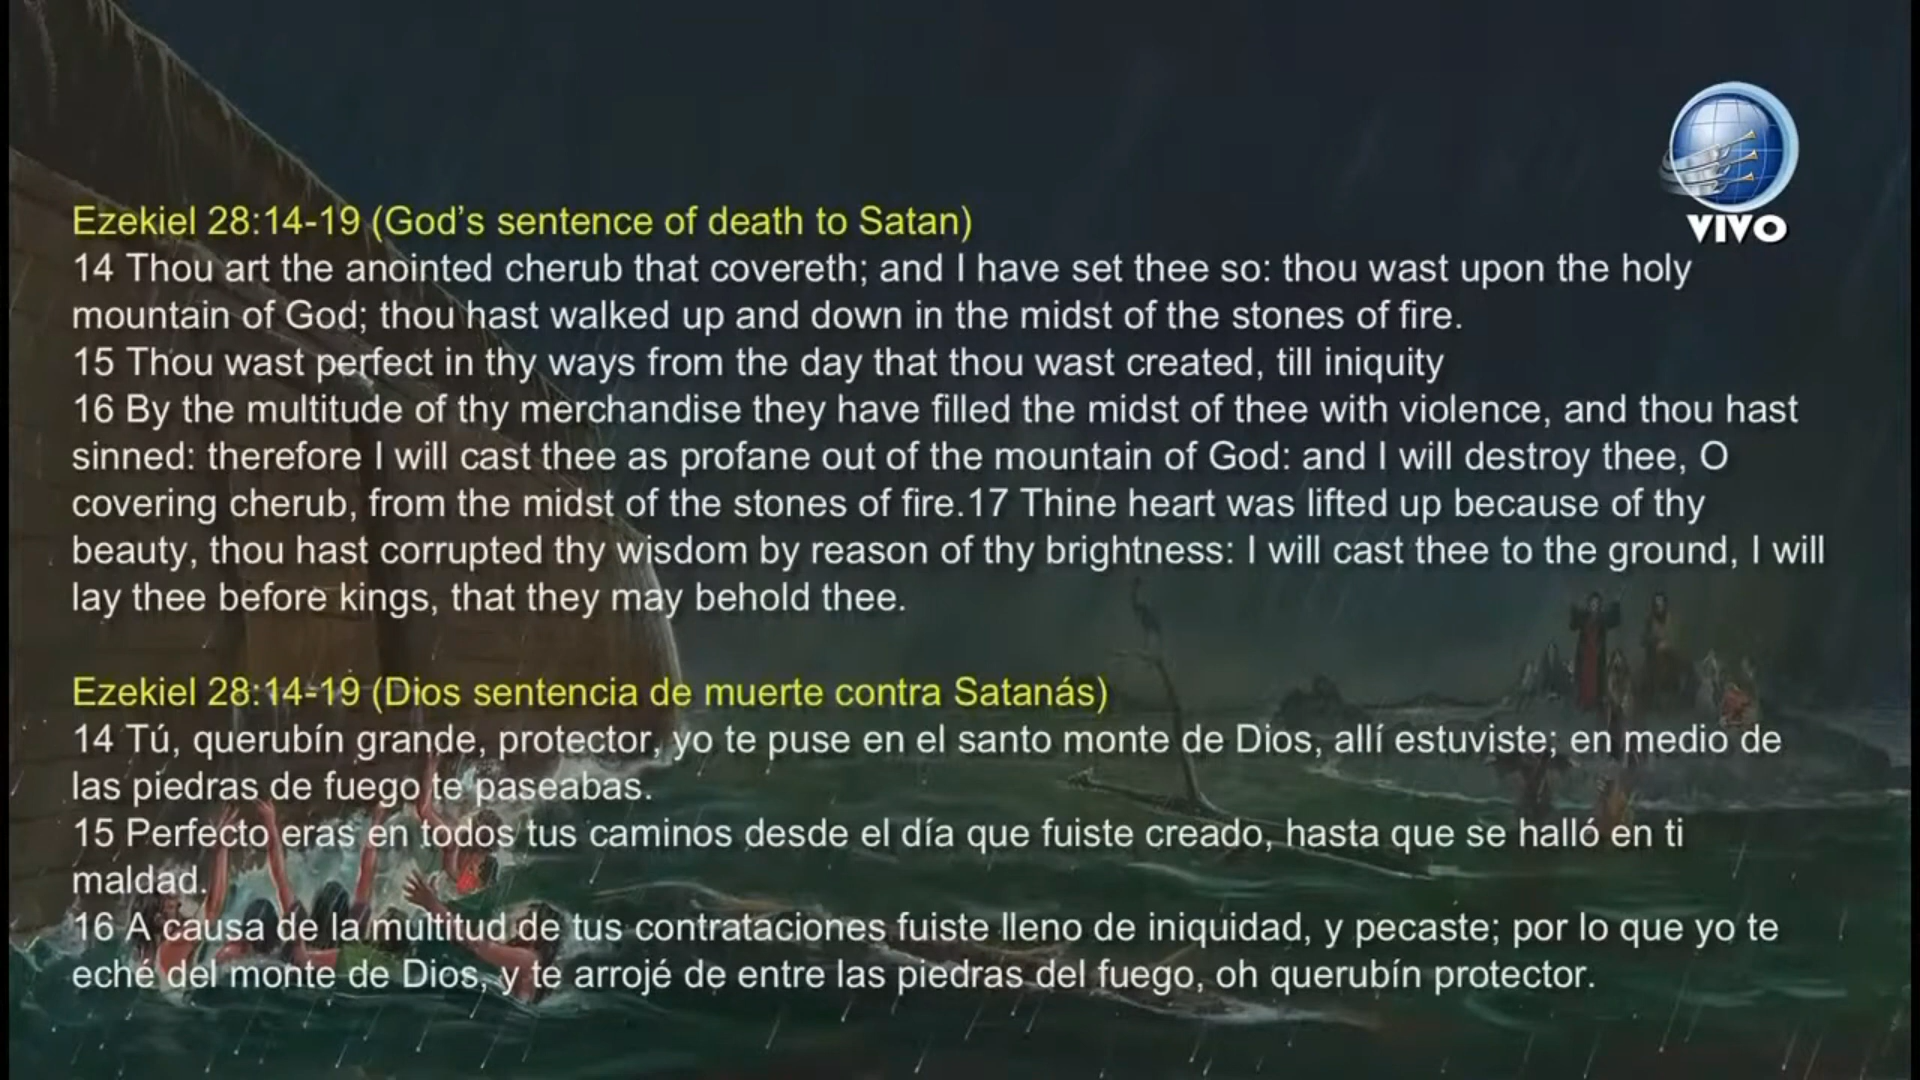 VIVO
Ezekiel 28:14-19 (God's sentence of death to Satan)
14 Thou art the anointed cherub that covereth; and I have set thee so: thou wast upon the holy
mountain of God; thou hast walked up and down in the midst of the stones of fire.
15 Thou wast perfect in thy ways from the day that thou wast created, till iniquity
16 By the multitude of thy merchandise they have filled the midst of thee with violence, and thou hast
sinned: therefore I will cast thee as profane out of the mountain of God: and I will destroy thee, O
covering cherub, from the midst of the stones of fire.17 Thine heart was lifted up because of thy
beauty, thou hast corrupted thy wisdom by reason of thy brightness: I will cast thee to the ground, I will
lay thee before kings, that they may behold thee.
Ezekiel 28:14-19 (Dios sentencia de muerte contra Satanás)
14 Tú, querubín grande, protector, yo te puse en el santo monte de Dios, allí estuviste; en medio de
las piedras de fuego te paseabas.
15 Perfecto eras en todos tus caminos desde el día que fuiste creado, hasta que se halló en ti
maldad.
16 A causa de la multitud de tus contrataciones fuiste lleno de iniquidad, y pecaste; por lo que yo te
eché del monte de Dios, y te arrojé de entre las piedras del fuego, oh querubín protector.